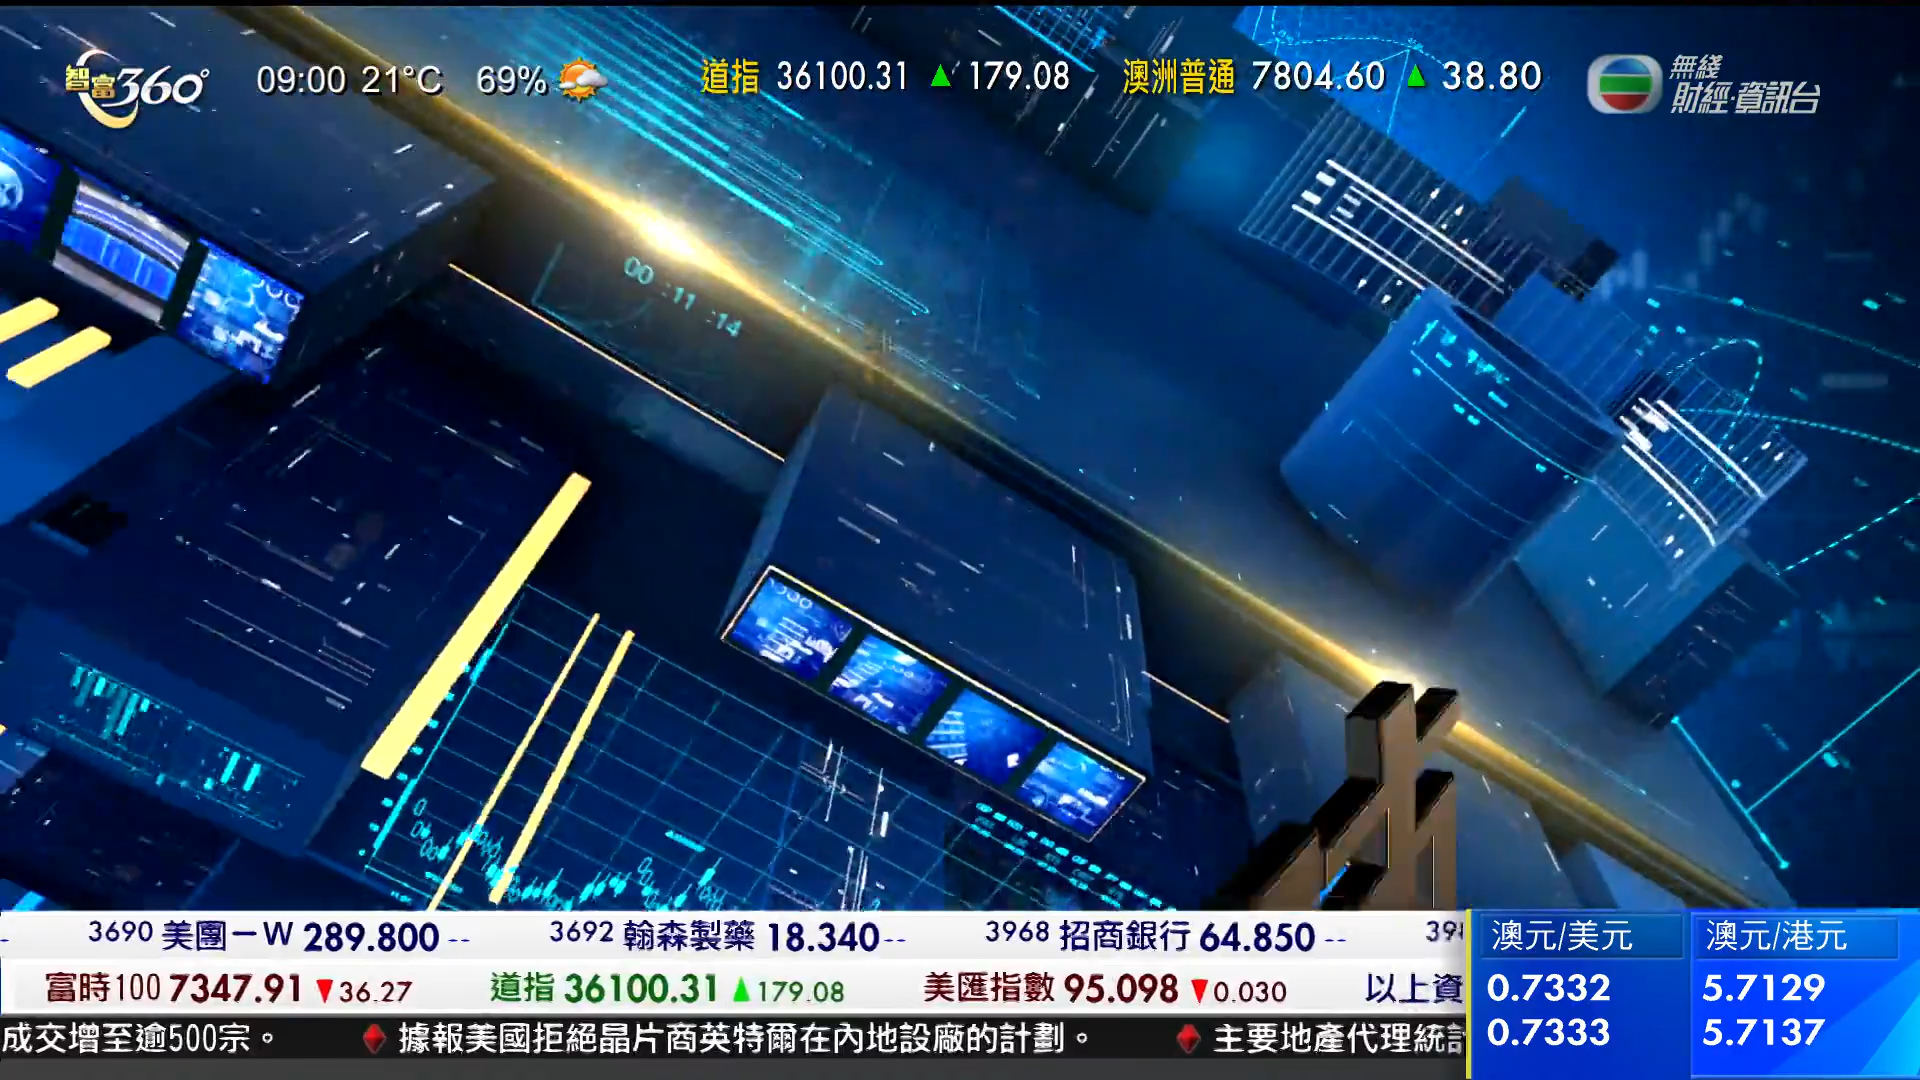 智富360°
09:00 21°C 69%
道指 36100.31 ▲ 179.08 澳洲普通 7804.60 ▲ 38.80
無綫
財經·資訊台
00:11:14
3690 美團－W 289.800-- 3692 翰森製藥 18.340-- 3968 招商銀行 64.850--
富時100 7347.91 ▼36.27 道指 36100.31 ▲179.08 美匯指數 95.098 ▼0.030 以上資
成交增至逾500宗。 ◆ 據報美國拒絕晶片商英特爾在內地設廠的計劃。 ◆ 主要地產代理統計
澳元/美元
0.7332
0.7333
澳元/港元
5.7129
5.7137